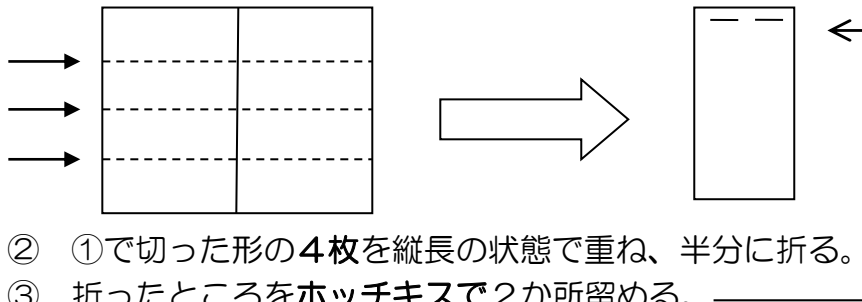 ② ①で切った形の４枚を縦長の状態で重ね、半分に折る。
③ 折ったところをホッチキスで２か所留める。